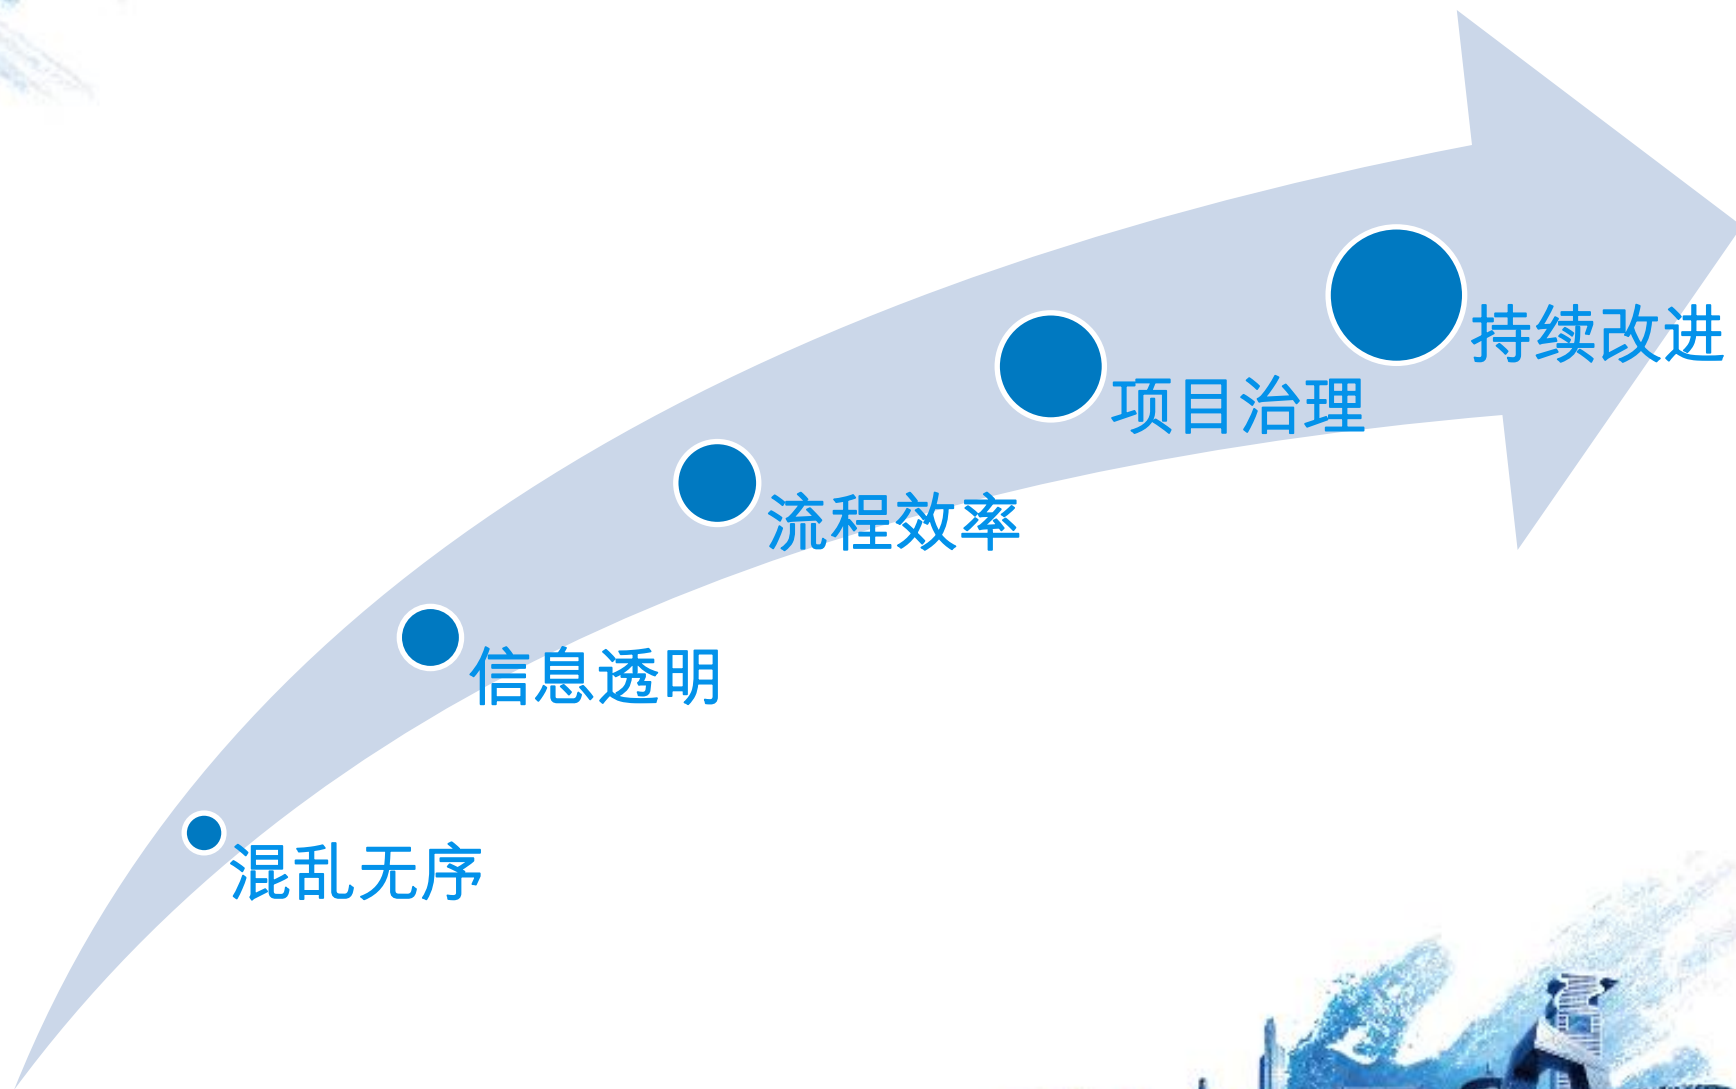 混乱无序
信息透明
流程效率
项目治理
持续改进